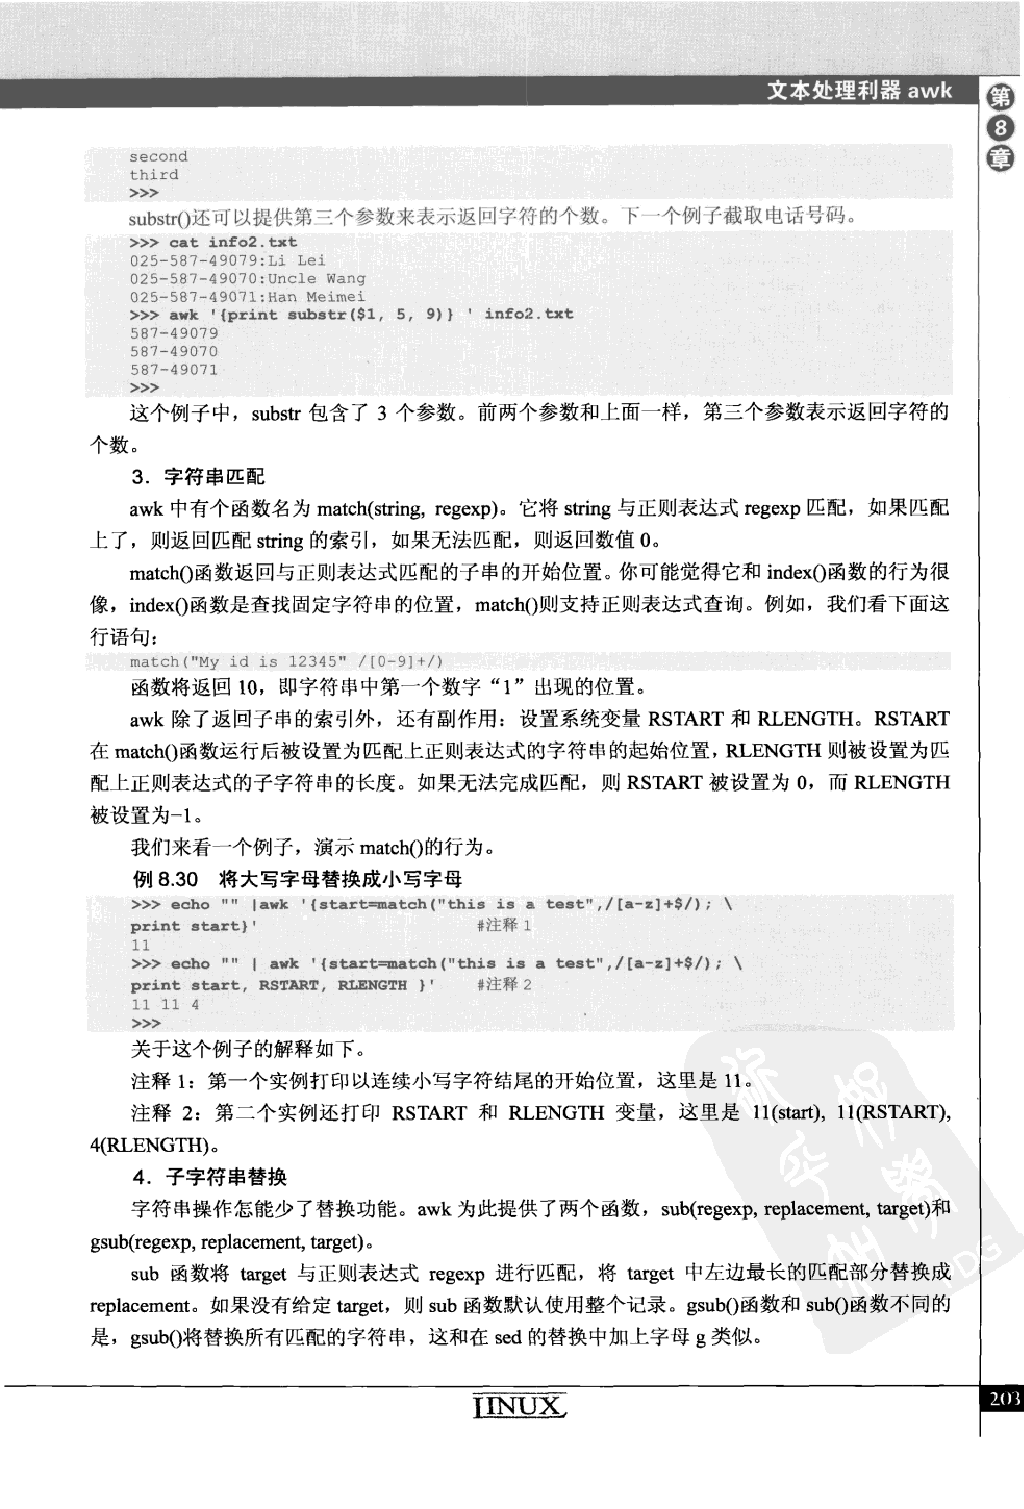 文本处理利器 awk
第
8
章
second
third
>>>
substr()还可以提供第三个参数来表示返回字符的个数。下一个例子截取电话号码。
>>> cat info2.txt
025-587-49079:Li Lei
025-587-49070:Uncle Wang
025-587-49071:Han Meimei
>>> awk '{print substr($1, 5, 9)} ' info2.txt
587-49079
587-49070
587-49071
>>>
这个例子中，substr 包含了 3 个参数。前两个参数和上面一样，第三个参数表示返回字符的
个数。
3．字符串匹配
awk 中有个函数名为 match(string, regexp)。它将 string 与正则表达式 regexp 匹配，如果匹配
上了，则返回匹配 string 的索引，如果无法匹配，则返回数值 0。
match()函数返回与正则表达式匹配的子串的开始位置。你可能觉得它和 index()函数的行为很
像，index()函数是查找固定字符串的位置，match()则支持正则表达式查询。例如，我们看下面这
行语句：
match("My id is 12345" /[0-9]+/)
函数将返回 10，即字符串中第一个数字“1”出现的位置。
awk 除了返回子串的索引外，还有副作用：设置系统变量 RSTART 和 RLENGTH。RSTART
在 match()函数运行后被设置为匹配上正则表达式的字符串的起始位置，RLENGTH 则被设置为匹
配上正则表达式的子字符串的长度。如果无法完成匹配，则 RSTART 被设置为 0，而 RLENGTH
被设置为-1。
我们来看一个例子，演示 match()的行为。
例 8.30 将大写字母替换成小写字母
>>> echo "" |awk '{start=match("this is a test",/[a-z]+$/); \
print start}' #注释 1
11
>>> echo "" | awk '{start=match("this is a test",/[a-z]+$/); \
print start, RSTART, RLENGTH }' #注释 2
11 11 4
>>>
关于这个例子的解释如下。
注释 1：第一个实例打印以连续小写字符结尾的开始位置，这里是 11。
注释 2：第二个实例还打印 RSTART 和 RLENGTH 变量，这里是 11(start), 11(RSTART),
4(RLENGTH)。
4．子字符串替换
字符串操作怎能少了替换功能。awk 为此提供了两个函数，sub(regexp, replacement, target)和
gsub(regexp, replacement, target)。
sub 函数将 target 与正则表达式 regexp 进行匹配，将 target 中左边最长的匹配部分替换成
replacement。如果没有给定 target，则 sub 函数默认使用整个记录。gsub()函数和 sub()函数不同的
是，gsub()将替换所有匹配的字符串，这和在 sed 的替换中加上字母 g 类似。
LINUX
203